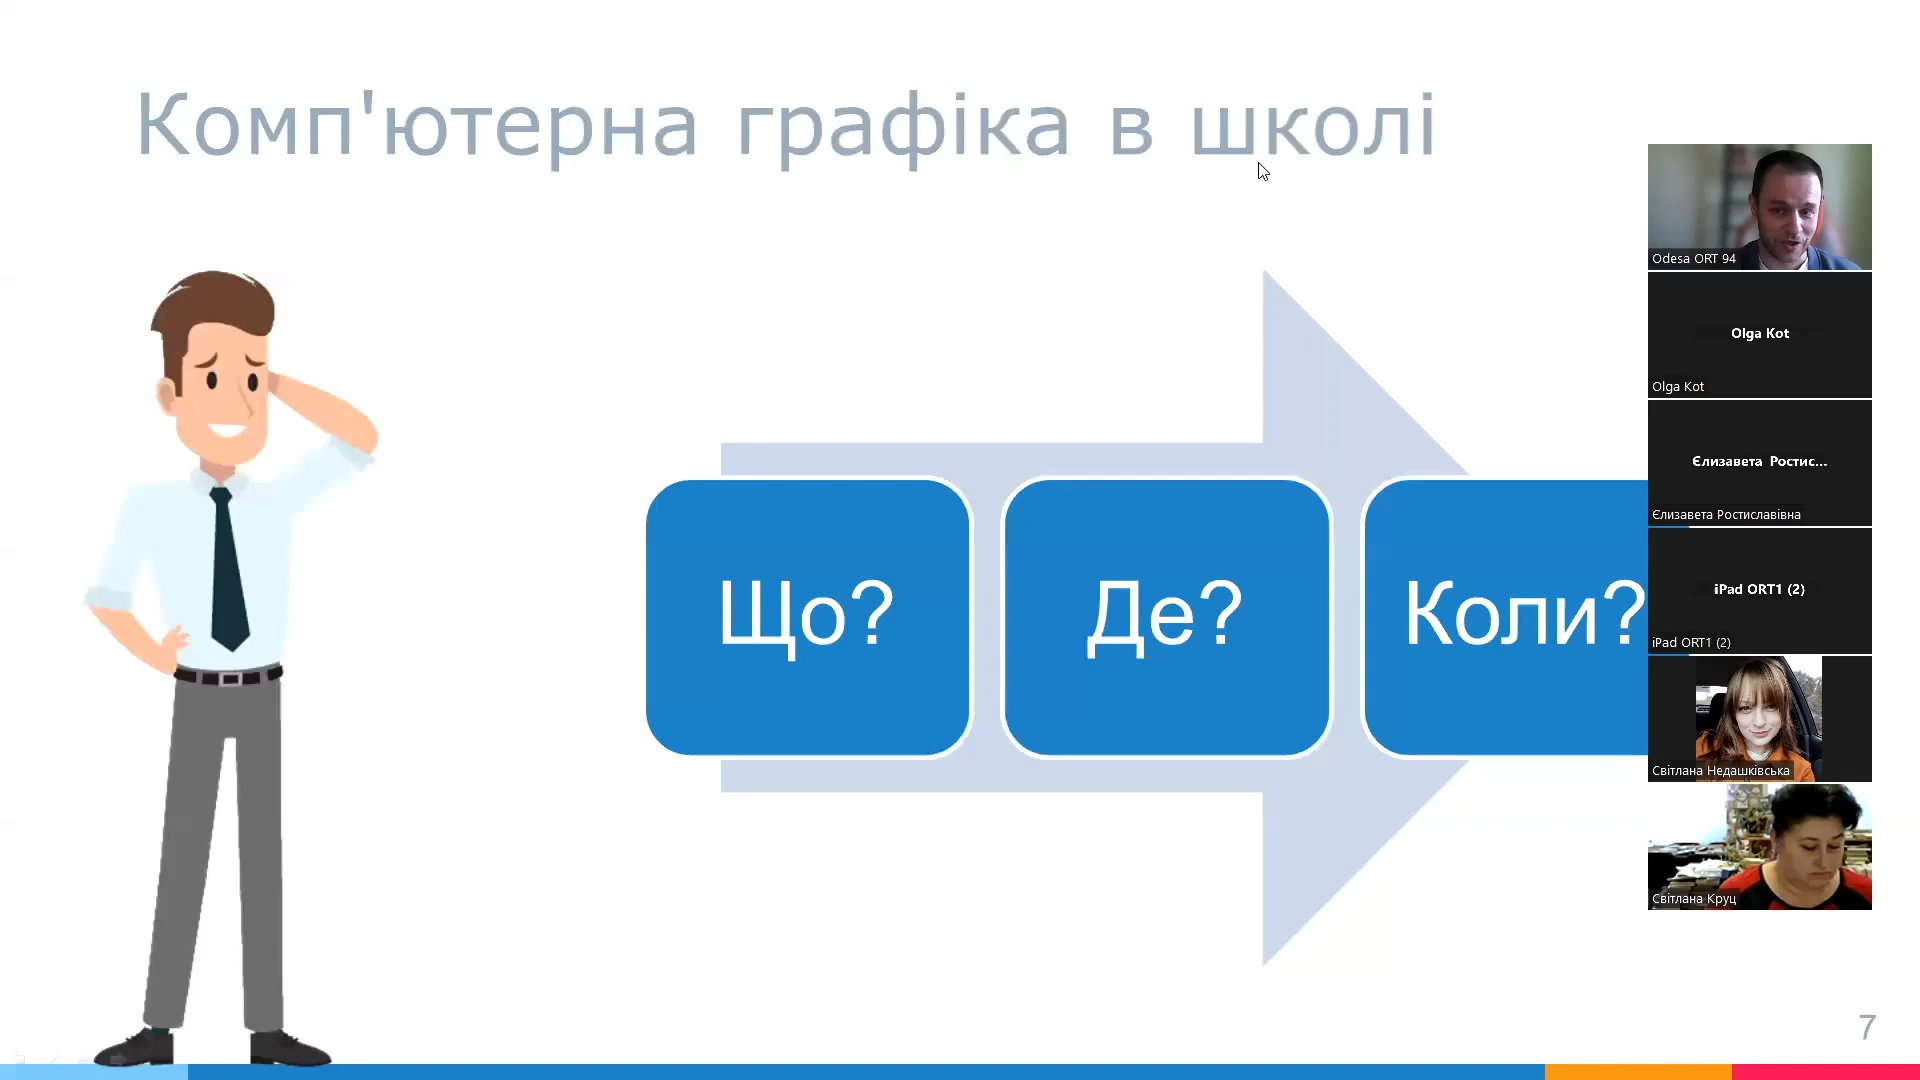 Комп'ютерна графіка в школі
Що?
Де?
Коли?
Odesa ORT 94
Olga Kot
Olga Kot
Єлизавета Ростис...
Єлизавета Ростиславівна
iPad ORT1 (2)
iPad ORT1 (2)
Світлана Недашківська
Світлана Круц
7